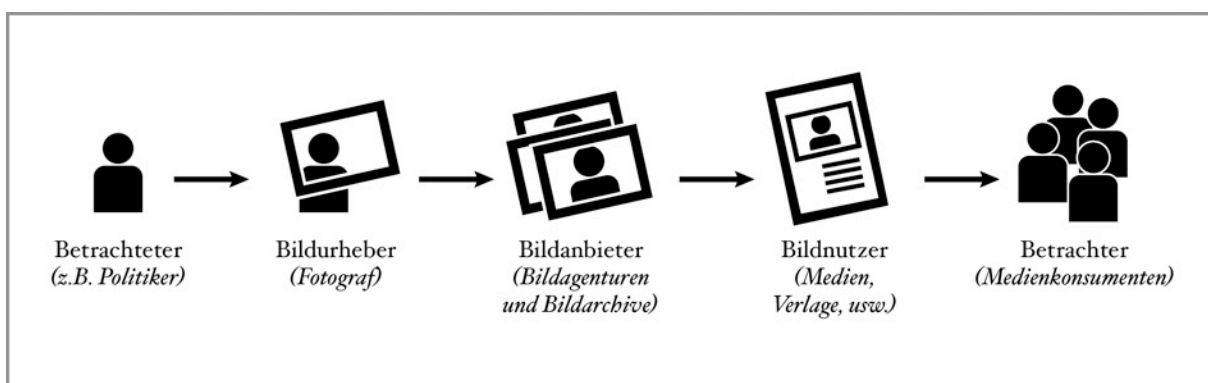 Betrachteter
(z.B. Politiker)
Bildurheber
(Fotograf)
Bildanbieter
(Bildagenturen
und Bildarchive)
Bildnutzer
(Medien,
Verlage, usw.)
Betrachter
(Medienkonsumenten)